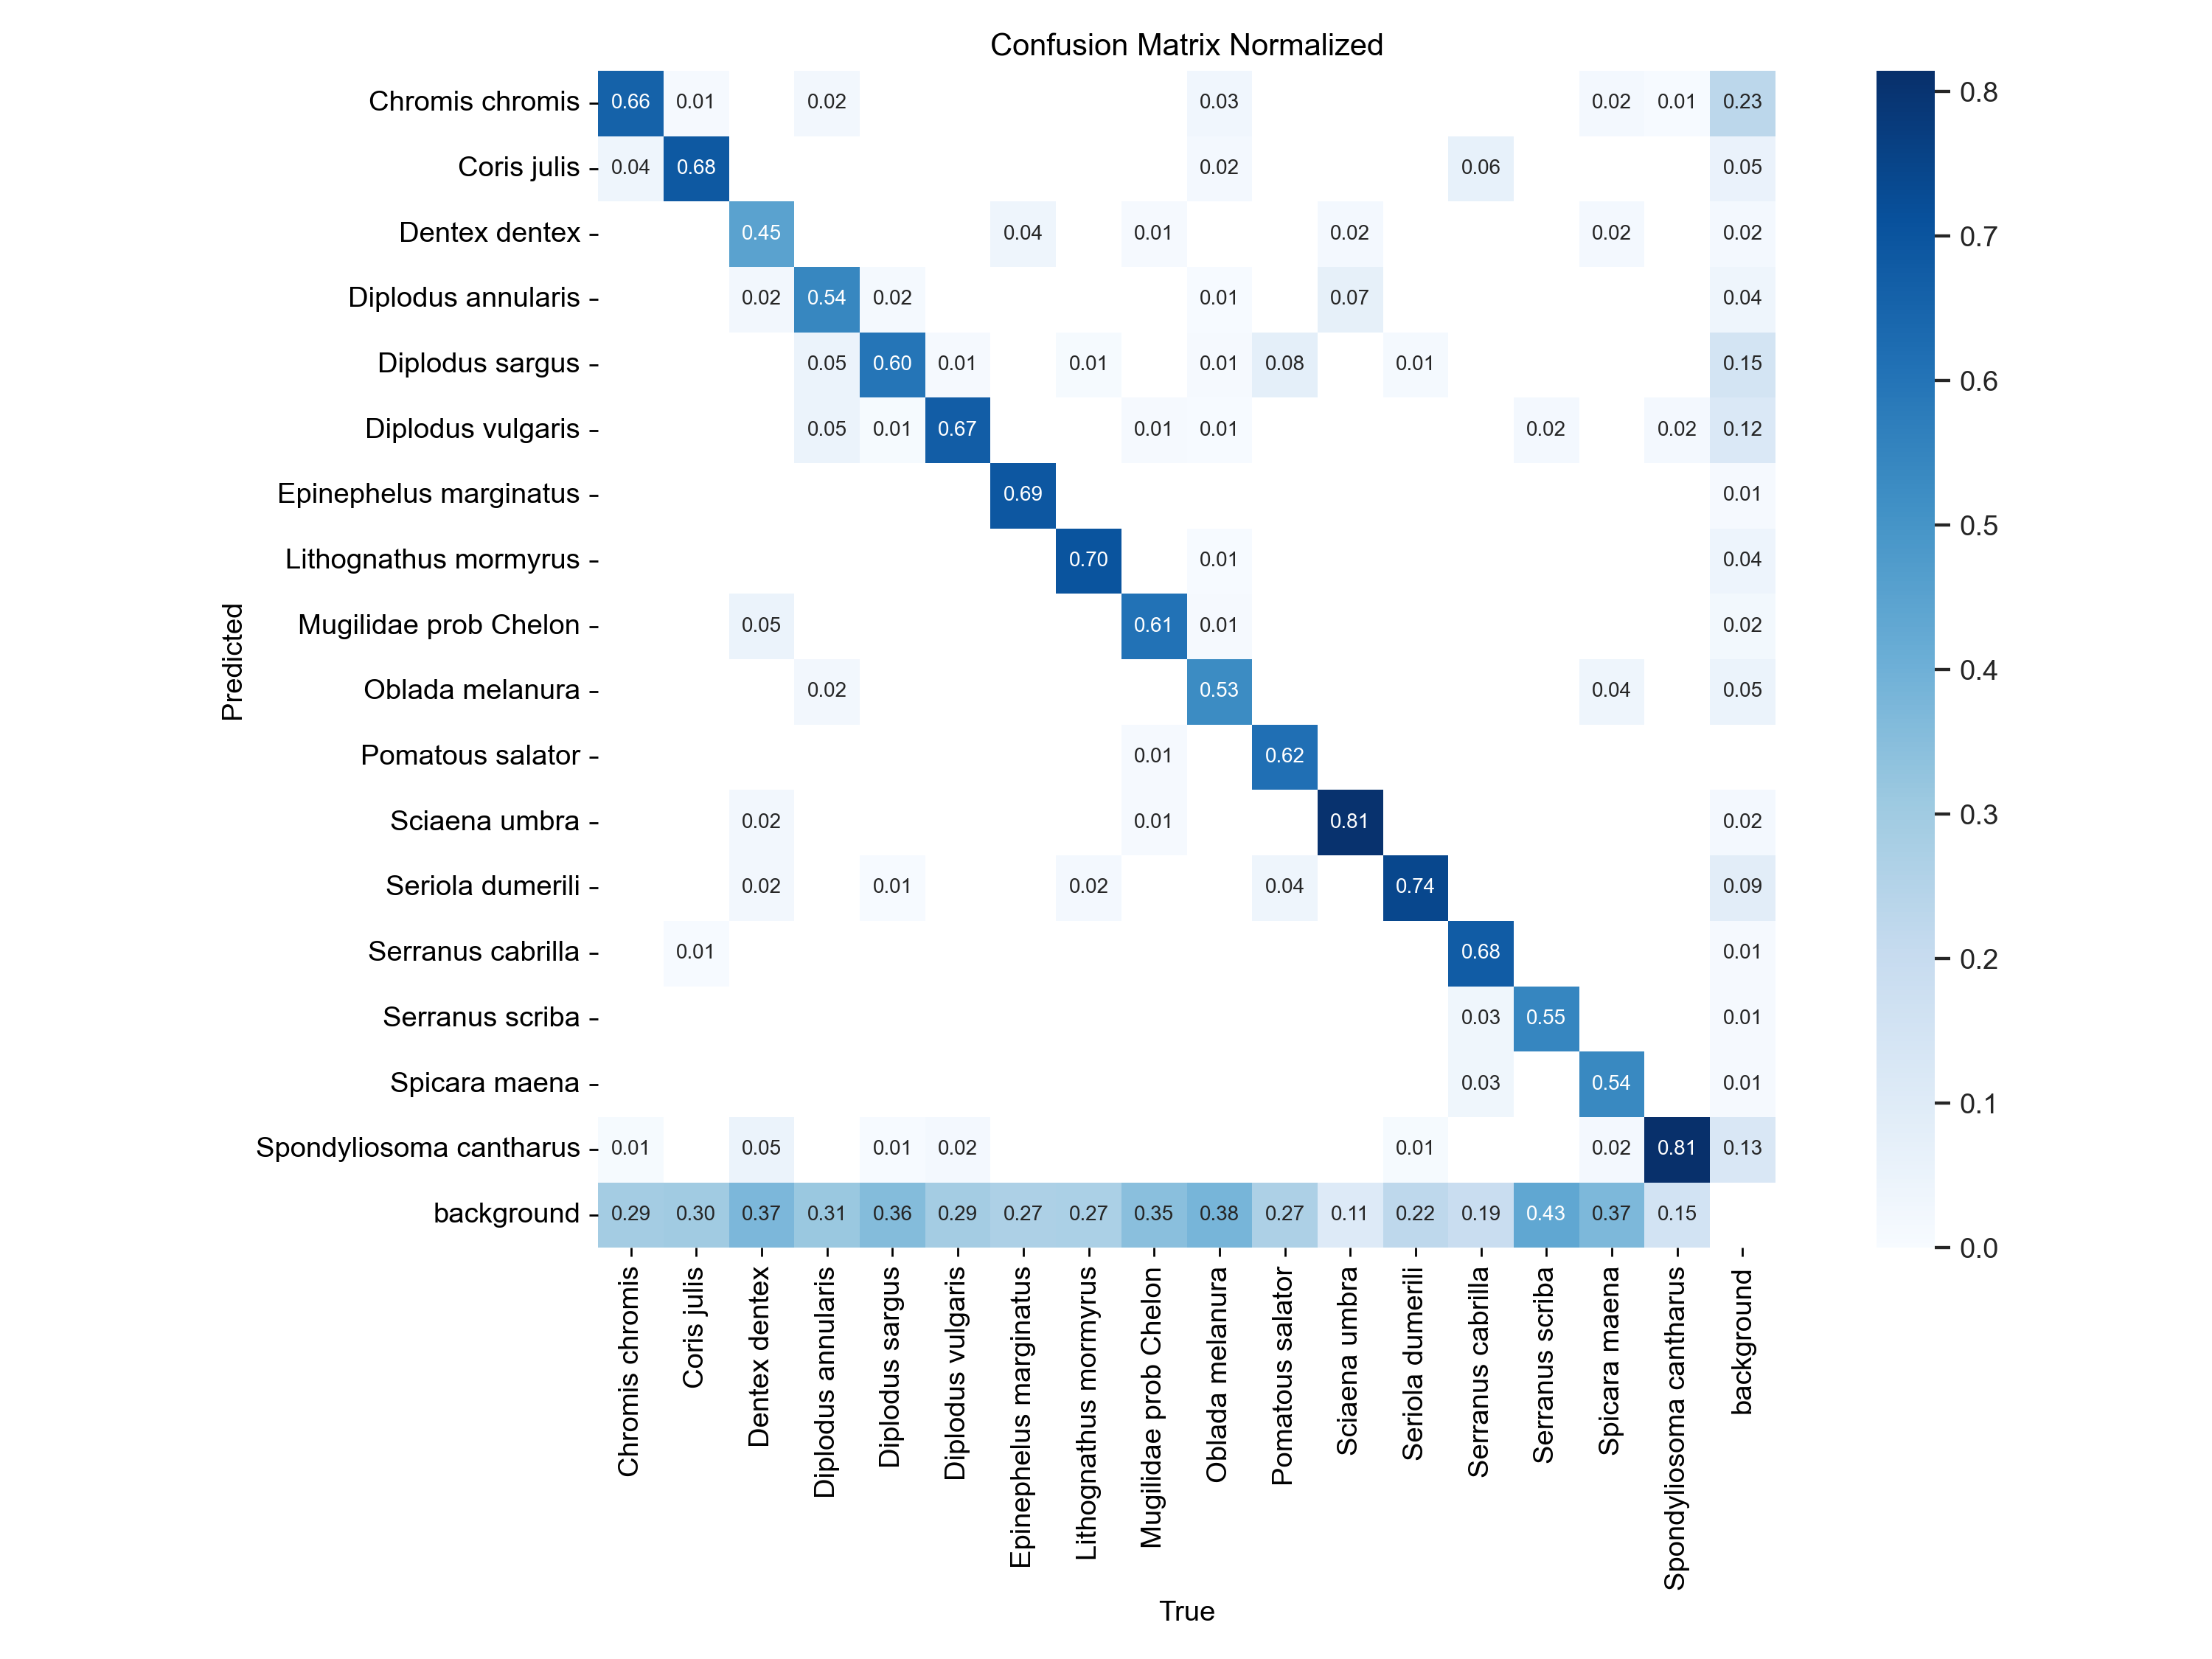 Confusion Matrix Normalized
Chromis chromis 0.66 0.01 0.02 0.03 0.02 0.01 0.23
Coris julis 0.04 0.68 0.02 0.06 0.05
Dentex dentex 0.45 0.04 0.01 0.02 0.02 0.02
Diplodus annularis 0.02 0.54 0.02 0.01 0.07 0.04
Diplodus sargus 0.05 0.60 0.01 0.01 0.01 0.08 0.01 0.15
Diplodus vulgaris 0.05 0.01 0.67 0.01 0.01 0.02 0.02 0.12
Epinephelus marginatus 0.69 0.01
Lithognathus mormyrus 0.70 0.01 0.04
Mugilidae prob Chelon 0.05 0.61 0.01 0.02
Oblada melanura 0.02 0.53 0.04 0.05
Pomatous salator 0.01 0.62
Sciaena umbra 0.02 0.01 0.81 0.02
Seriola dumerili 0.02 0.01 0.02 0.04 0.74 0.09
Serranus cabrilla 0.01 0.68 0.01
Serranus scriba 0.03 0.55 0.01
Spicara maena 0.03 0.54 0.01
Spondyliosoma cantharus 0.01 0.05 0.01 0.02 0.01 0.02 0.81 0.13
background 0.29 0.30 0.37 0.31 0.36 0.29 0.27 0.27 0.35 0.38 0.27 0.11 0.22 0.19 0.43 0.37 0.15
Predicted
Chromis chromis
Coris julis
Dentex dentex
Diplodus annularis
Diplodus sargus
Diplodus vulgaris
Epinephelus marginatus
Lithognathus mormyrus
Mugilidae prob Chelon
Oblada melanura
Pomatous salator
Sciaena umbra
Seriola dumerili
Serranus cabrilla
Serranus scriba
Spicara maena
Spondyliosoma cantharus
background
True
0.8
0.7
0.6
0.5
0.4
0.3
0.2
0.1
0.0